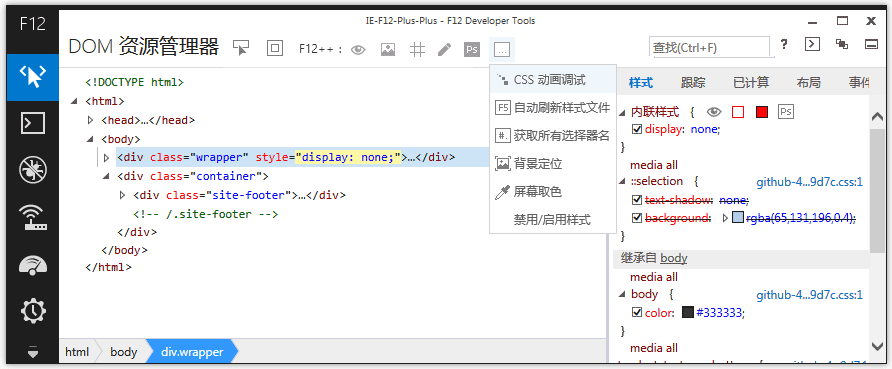 F12
IE-F12-Plus-Plus - F12 Developer Tools
DOM 资源管理器
F12++ :
Ps
...
查找(Ctrl+F)
?
<!DOCTYPE html>
<html>
<head>…</head>
<body>
<div class="wrapper" style="display: none;">…</div>
<div class="container">
<div class="site-footer">…</div>
<!-- /.site-footer -->
</div>
</body>
</html>
CSS 动画调试
F5 自动刷新样式文件
#. 获取所有选择器名
背景定位
屏幕取色
禁用/启用样式
样式 跟踪 已计算 布局 事件
内联样式 { Ps
display: none;
}
media all
::selection { github-4...9d7c.css:1
text-shadow: none;
background: rgba(65,131,196,0.4);
}
继承自 body
media all
body { github-4...9d7c.css:1
color: #333333;
}
media all
html body div.wrapper